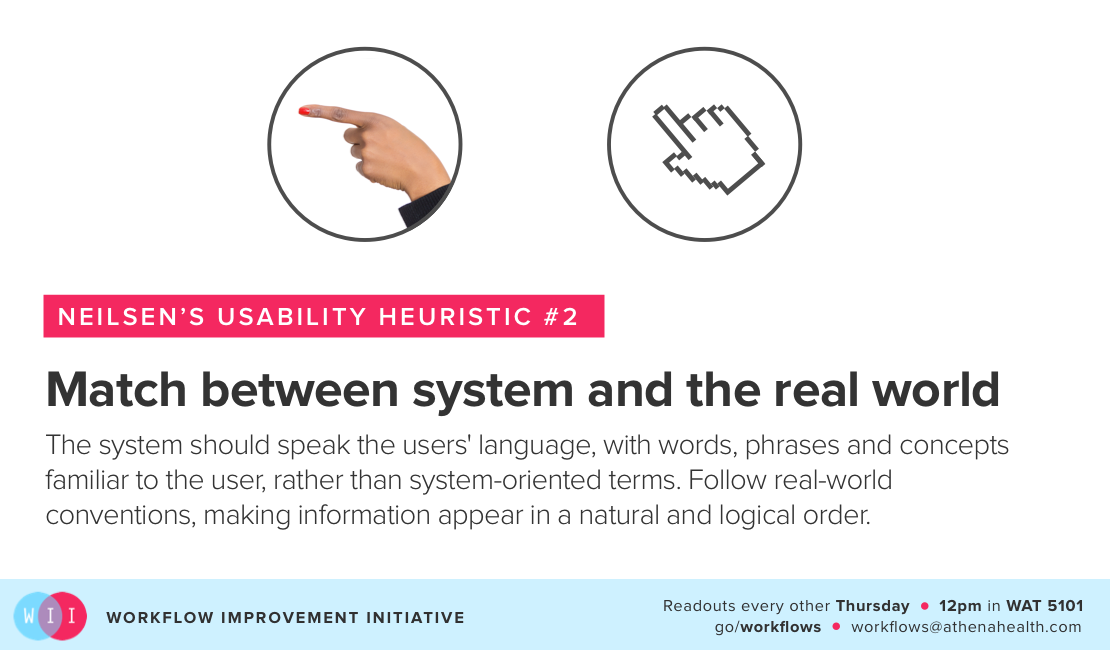 NEILSEN'S USABILITY HEURISTIC #2
Match between system and the real world
The system should speak the users' language, with words, phrases and concepts
familiar to the user, rather than system-oriented terms. Follow real-world
conventions, making information appear in a natural and logical order.
W I I
WORKFLOW IMPROVEMENT INITIATIVE
Readouts every other Thursday • 12pm in WAT 5101
go/workflows • workflows@athenahealth.com